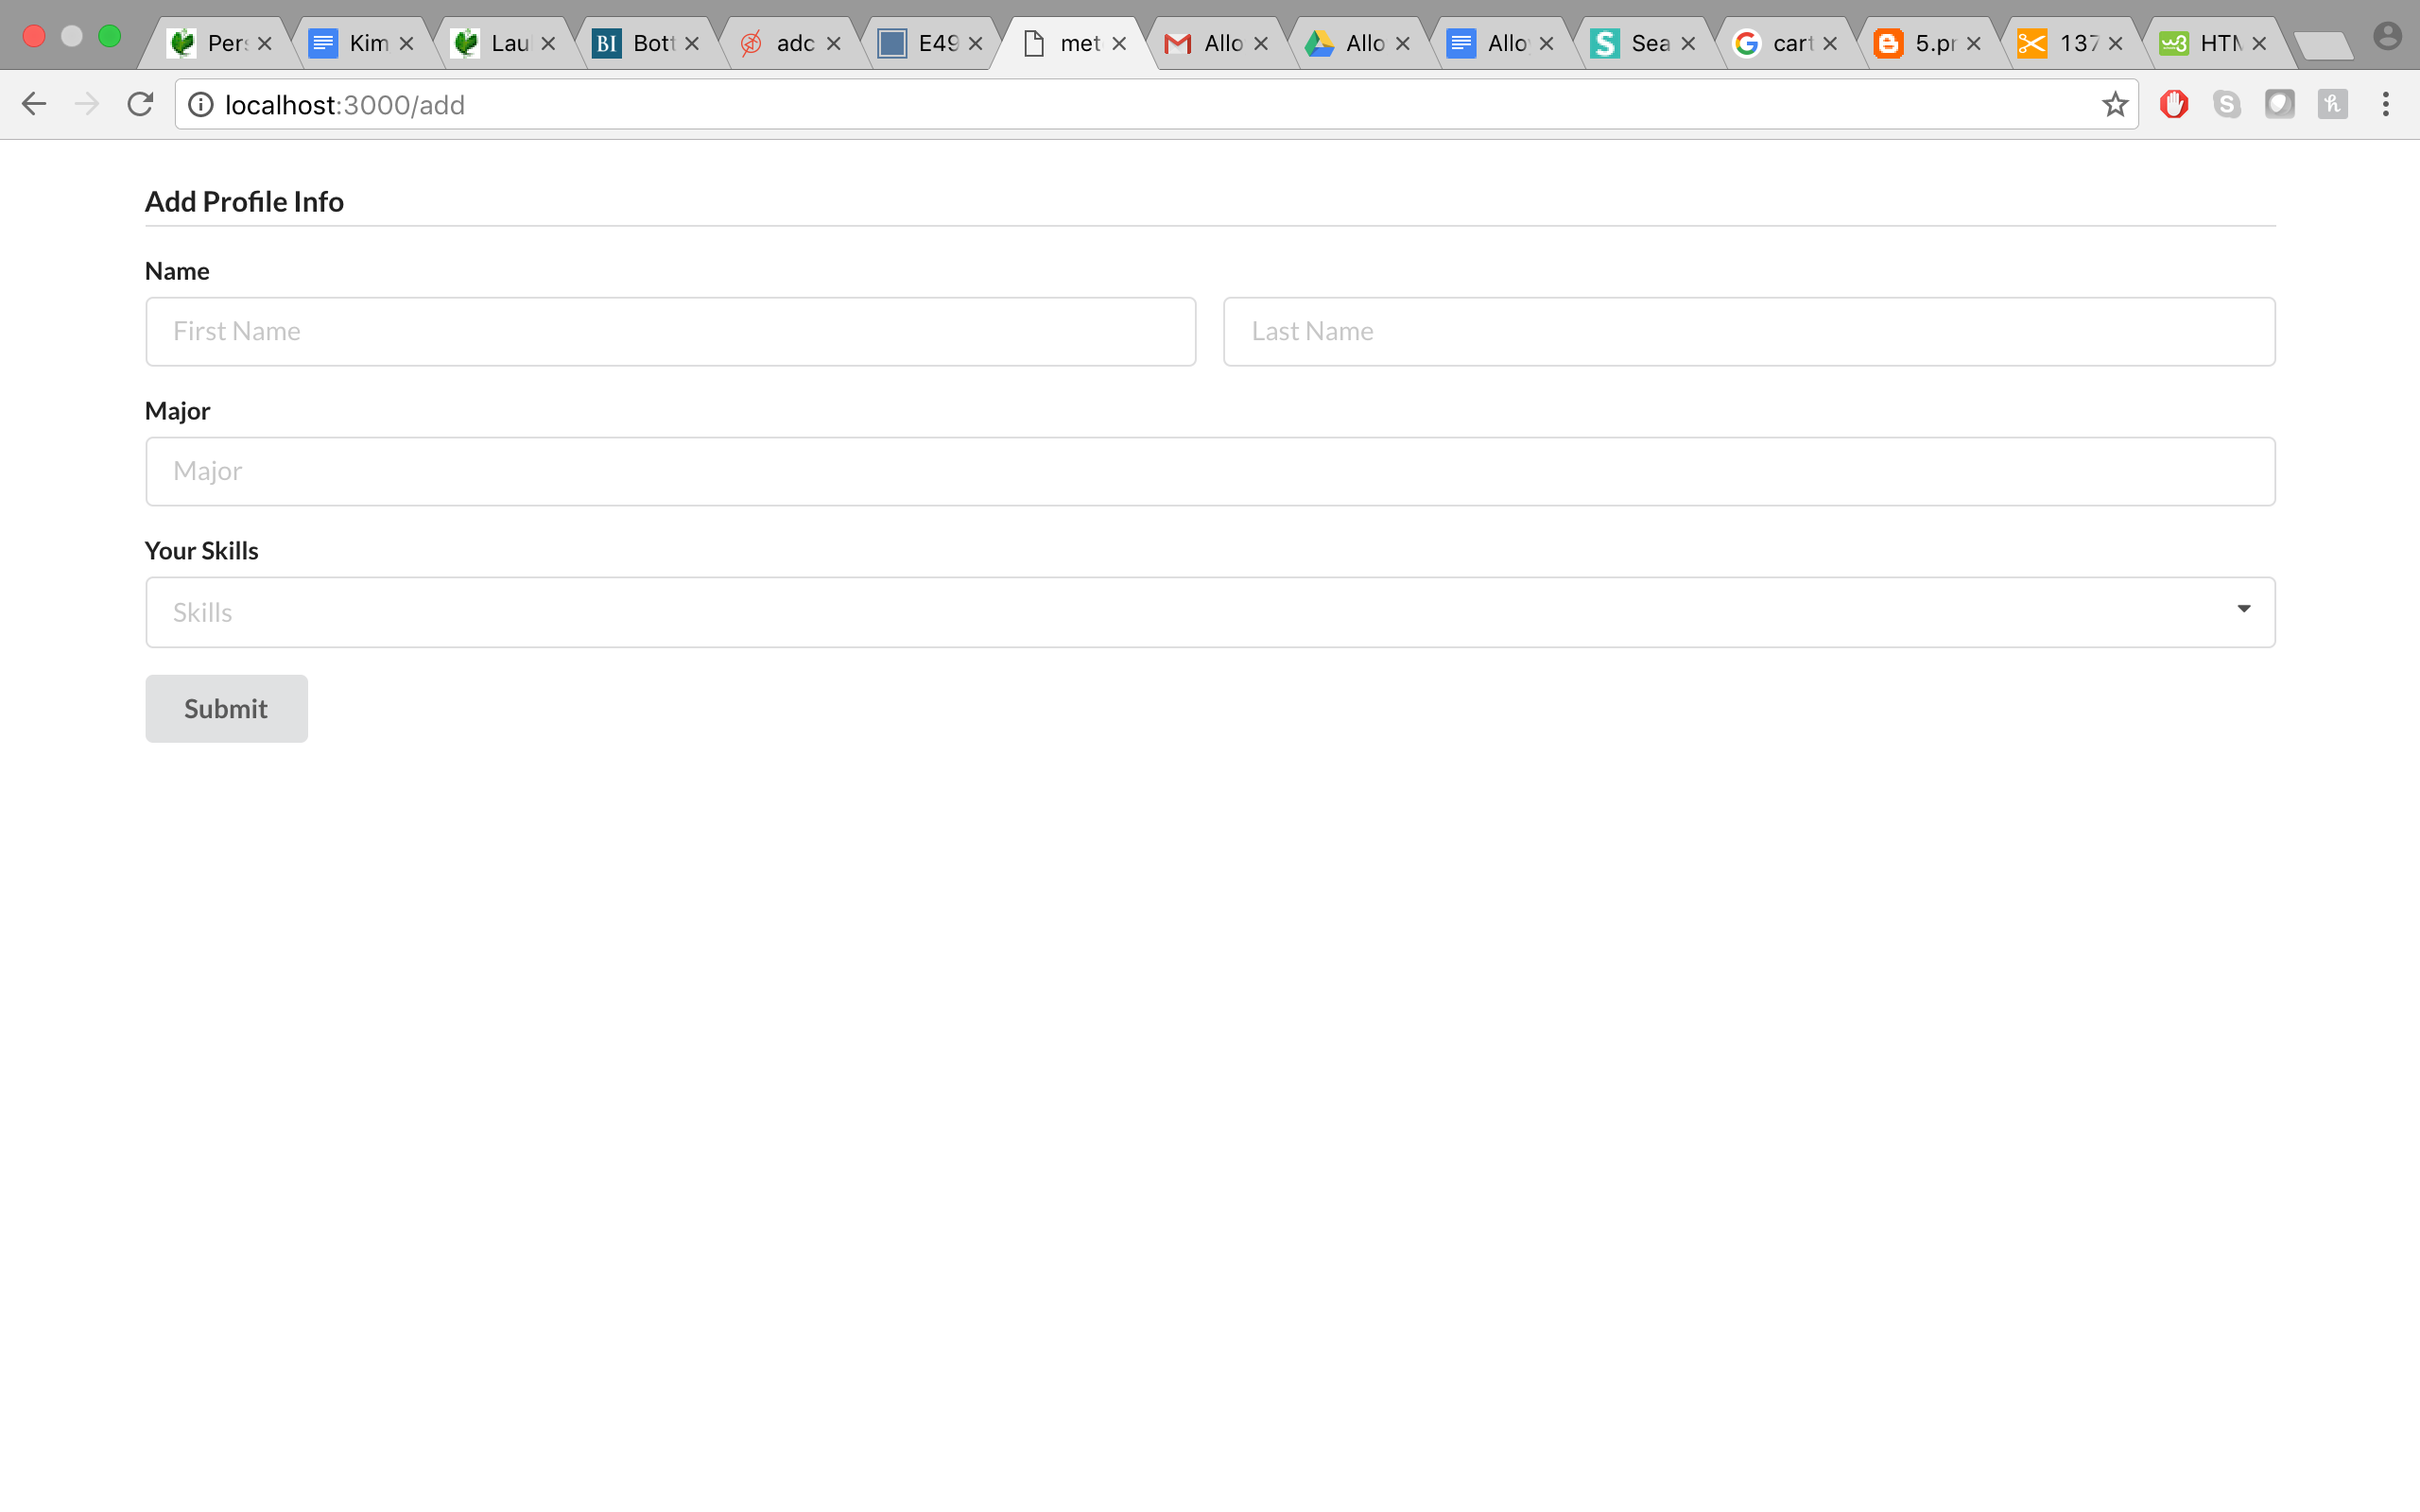 Per Kim Lau Bott adc E49 met Allo Allo Allo Sea cart 5.pr 137 HTM
localhost:3000/add
Add Profile Info
Name
First Name Last Name
Major
Major
Your Skills
Skills
Submit